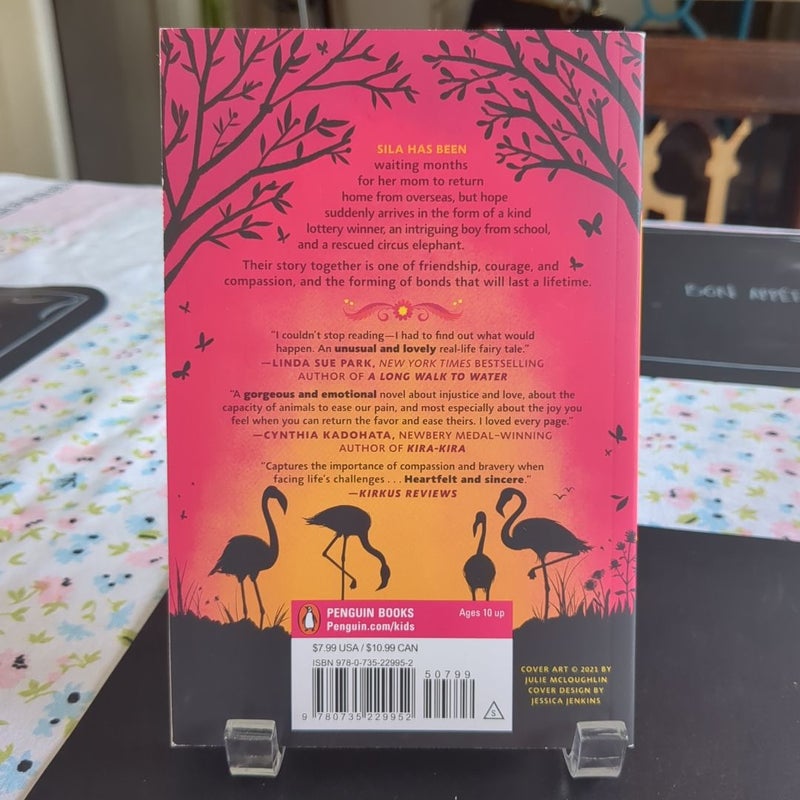 SILA HAS BEEN
waiting months
for her mom to return
home from overseas, but hope
suddenly arrives in the form of a kind
lottery winner, an intriguing boy from school,
and a rescued circus elephant.
Their story together is one of friendship, courage, and
compassion, and the forming of bonds that will last a lifetime.
"I couldn't stop reading—I had to find out what would
happen. An unusual and lovely real-life fairy tale."
—LINDA SUE PARK, NEW YORK TIMES BESTSELLING
AUTHOR OF A LONG WALK TO WATER
"A gorgeous and emotional novel about injustice and love, about the
capacity of animals to ease our pain, and most especially about the joy you
feel when you can return the favor and ease theirs. I loved every page."
—CYNTHIA KADOHATA, NEWBERY MEDAL–WINNING
AUTHOR OF KIRA-KIRA
"Captures the importance of compassion and bravery when
facing life's challenges . . . Heartfelt and sincere."
—KIRKUS REVIEWS
PENGUIN BOOKS
Penguin.com/kids
Ages 10 up
$7.99 USA / $10.99 CAN
ISBN 978-0-735-22995-2
50799
9 780735 229952
S
COVER ART © 2021 BY
JULIE MCLOUGHLIN
COVER DESIGN BY
JESSICA JENKINS
BON